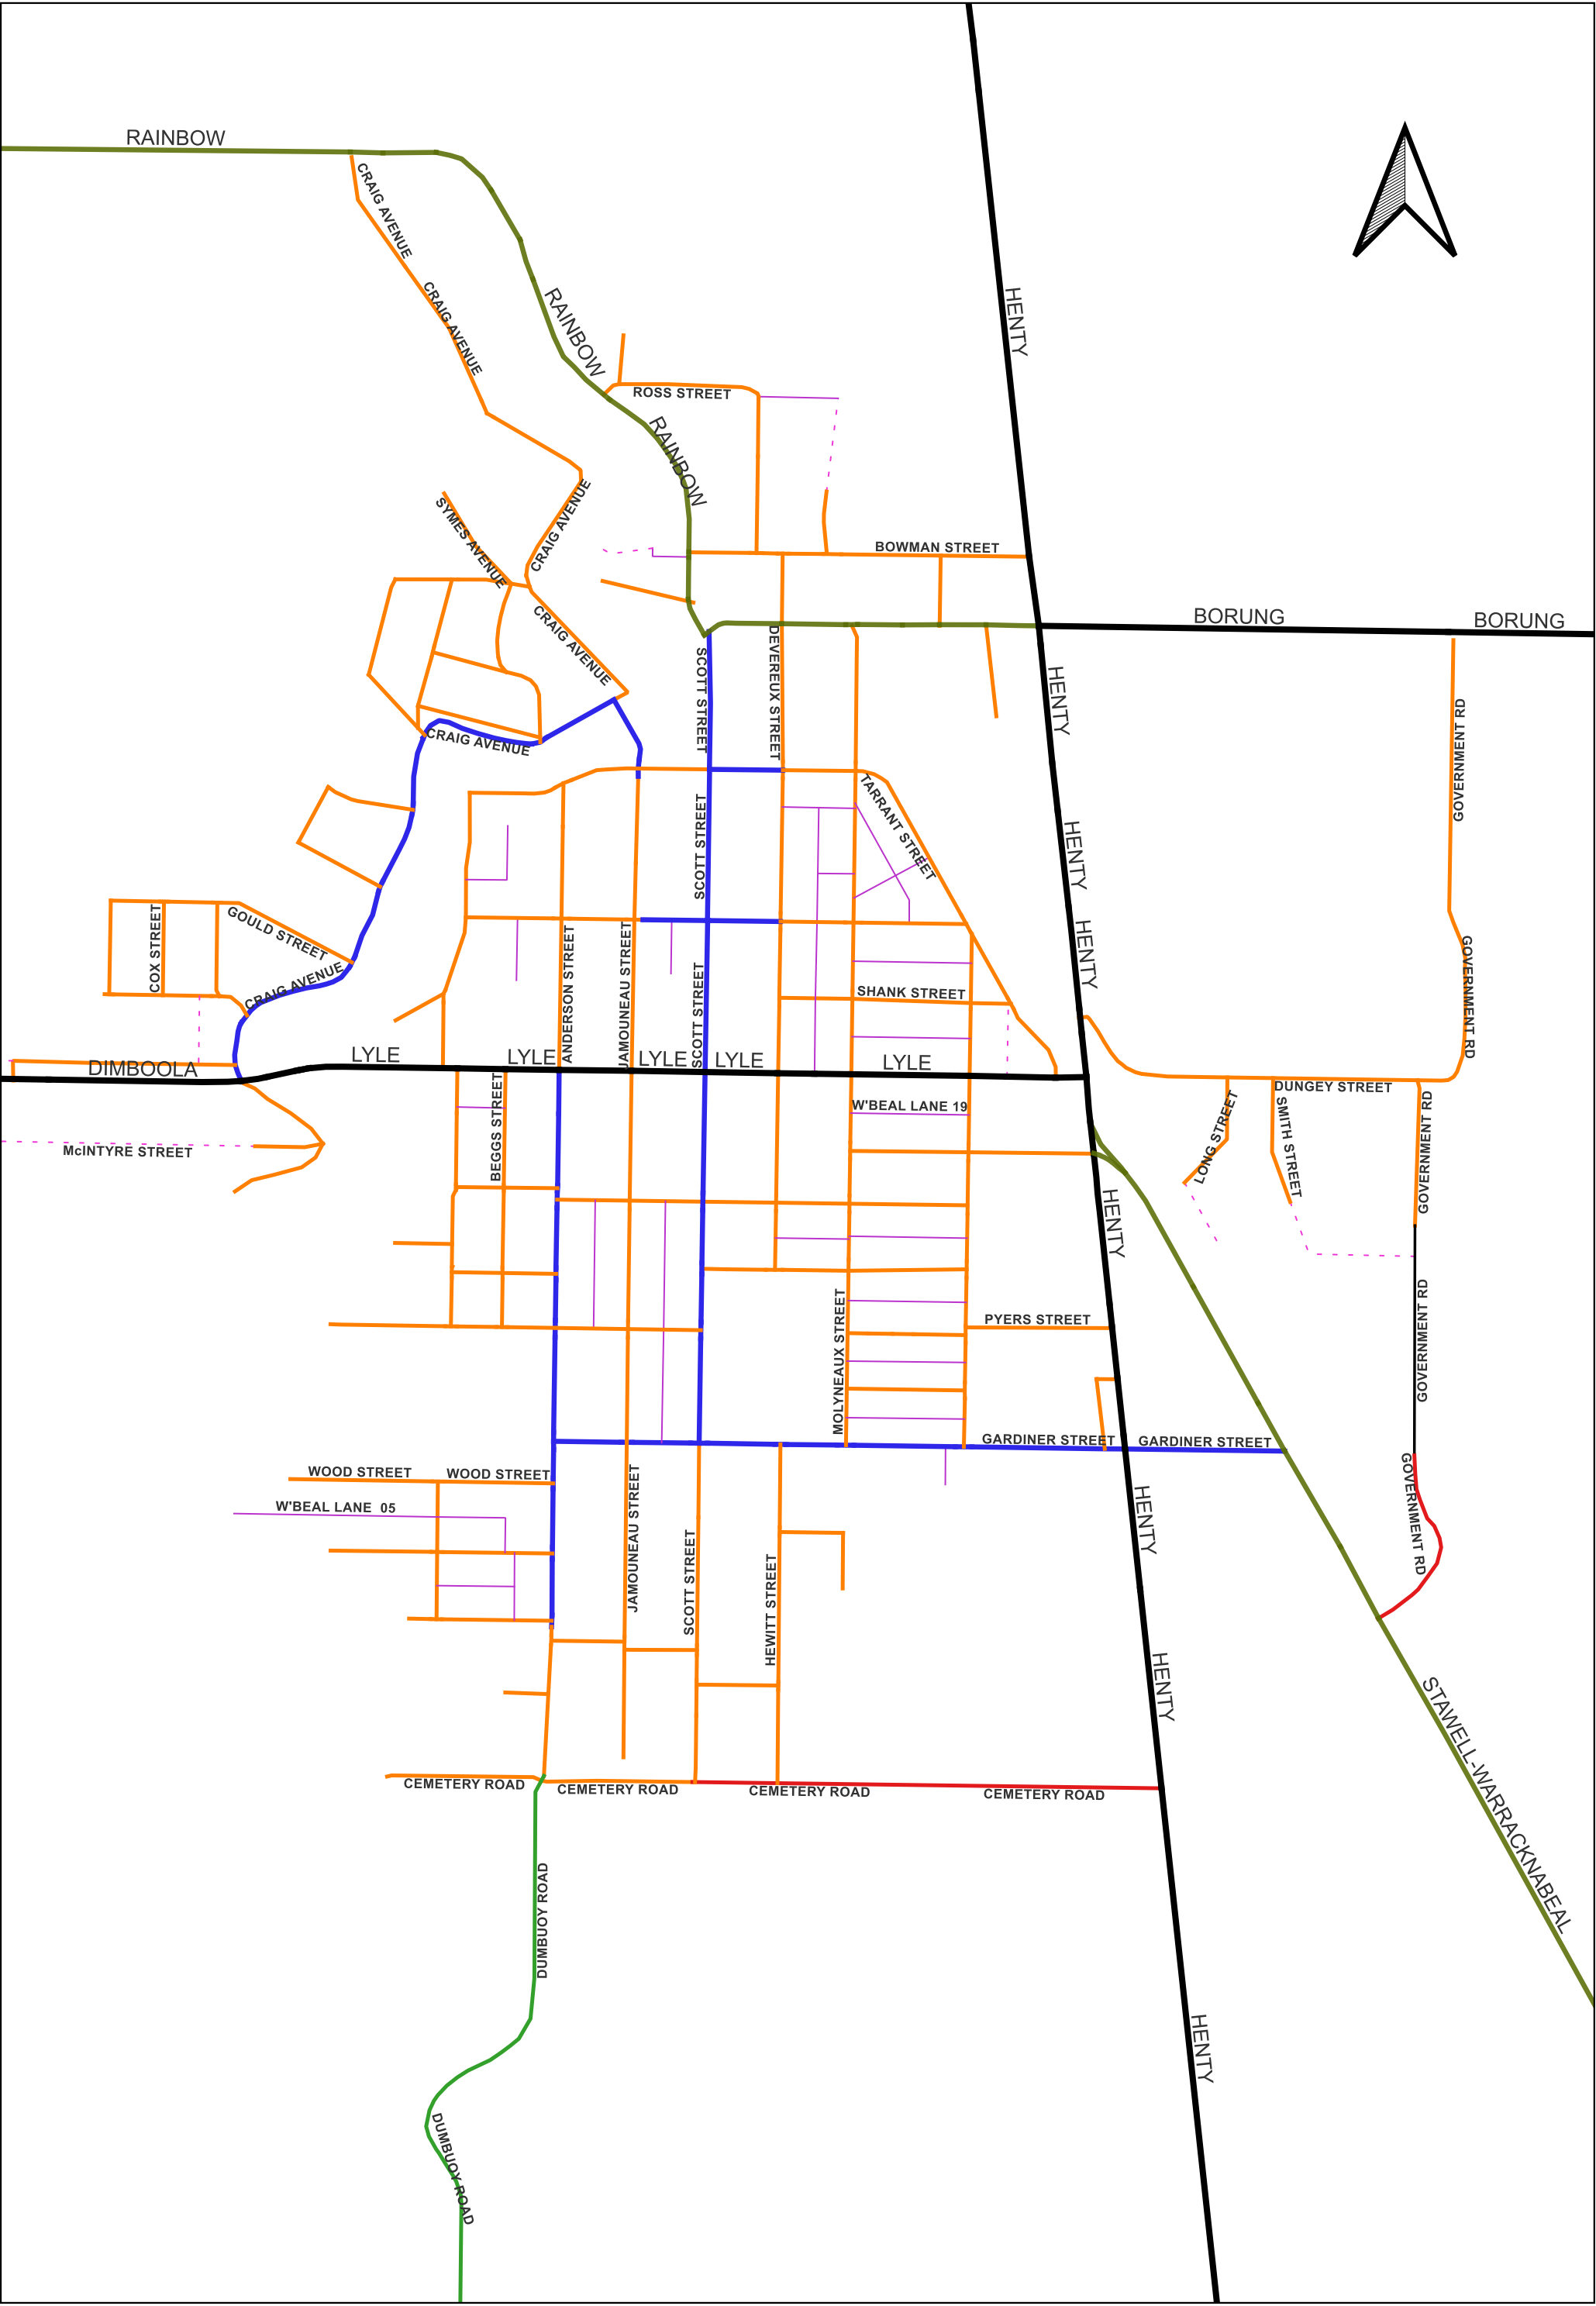 RAINBOW
CRAIG AVENUE
CRAIG AVENUE
RAINBOW
HENTY
ROSS STREET
RAINBOW
SYMES AVENUE
CRAIG AVENUE
BOWMAN STREET
CRAIG AVENUE
BORUNG
BORUNG
SCOTT STREET
DEVEREUX STREET
HENTY
GOVERNMENT RD
CRAIG AVENUE
TARRANT STREET
SCOTT STREET
HENTY
COX STREET
GOULD STREET
CRAIG AVENUE
ANDERSON STREET
JAMOUNEAU STREET
SCOTT STREET
SHANK STREET
HENTY
GOVERNMENT RD
DIMBOOLA
LYLE
LYLE
LYLE
LYLE
LYLE
DUNGEY STREET
McINTYRE STREET
BEGGS STREET
W'BEAL LANE 19
LONG STREET
SMITH STREET
GOVERNMENT RD
HENTY
MOLYNEAUX STREET
PYERS STREET
GOVERNMENT RD
GARDINER STREET
GARDINER STREET
WOOD STREET
WOOD STREET
W'BEAL LANE  05
JAMOUNEAU STREET
SCOTT STREET
HEWITT STREET
HENTY
GOVERNMENT RD
HENTY
STAWELL-WARRACKNABEAL
CEMETERY ROAD
CEMETERY ROAD
CEMETERY ROAD
CEMETERY ROAD
DUMBUOY ROAD
HENTY
DUMBUOY ROAD